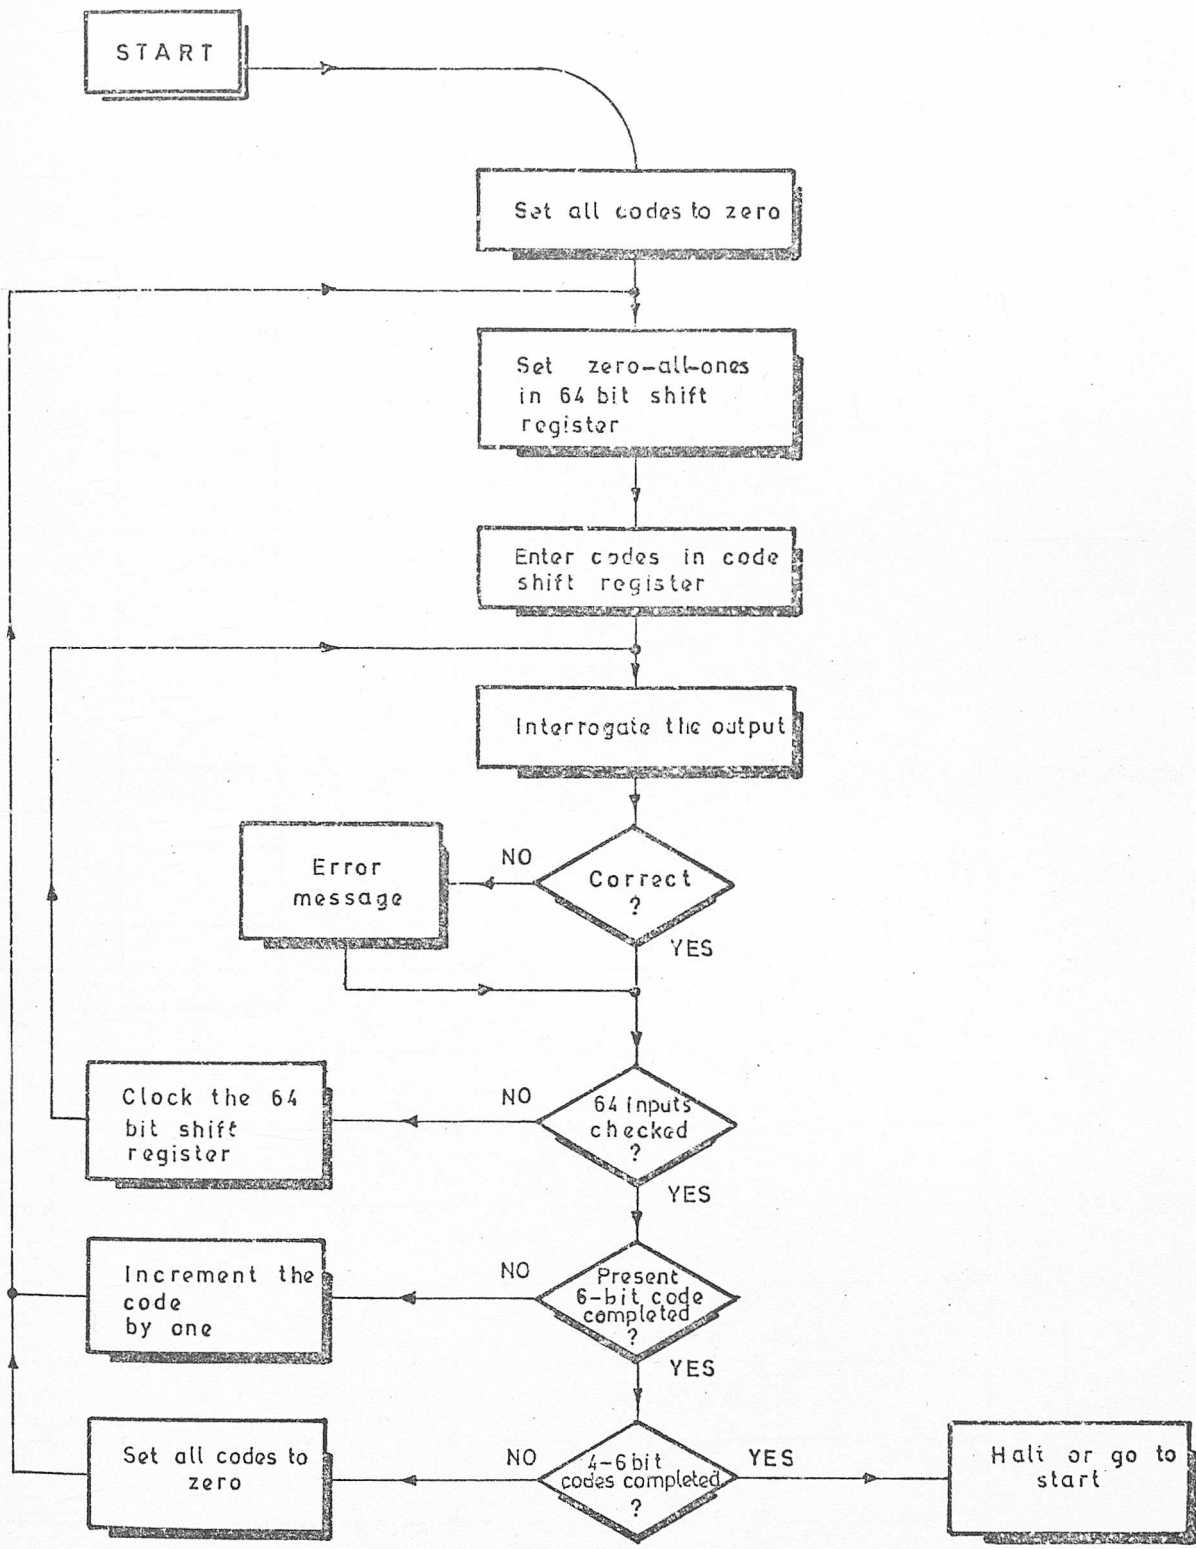 START
Set all codes to zero
Set zero-all-ones
in 64 bit shift
register
Enter codes in code
shift register
Interrogate the output
Correct
?
NO
Error
message
YES
64 inputs
checked
?
NO
Clock the 64
bit shift
register
YES
Present
6-bit code
completed
?
NO
Increment the
code
by one
YES
4-6 bit
codes completed
?
NO
Set all codes to
zero
YES
Halt or go to
start